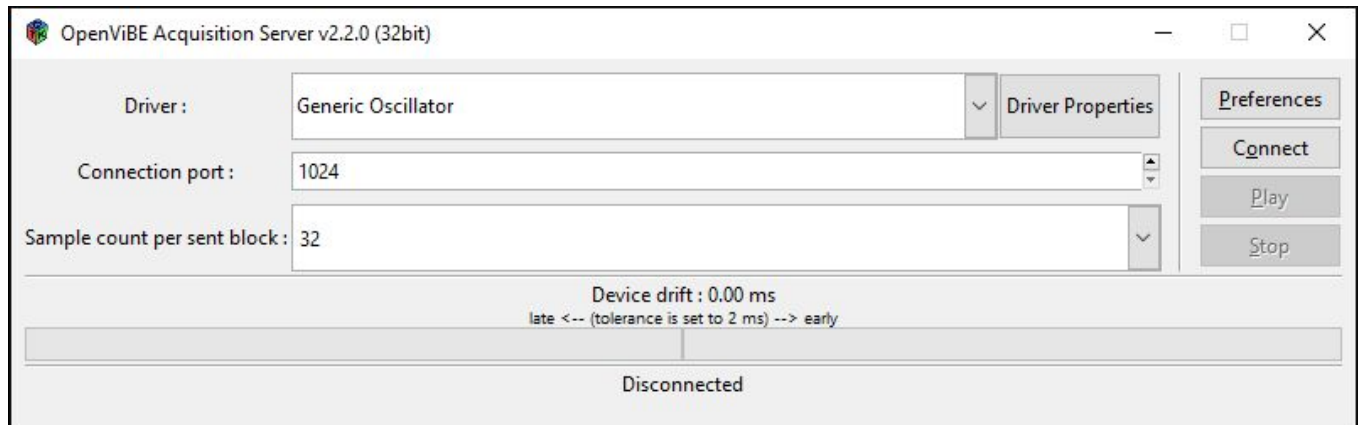 OpenViBE Acquisition Server v2.2.0 (32bit)
Driver :
Generic Oscillator
Driver Properties
Preferences
Connect
Connection port :
1024
Play
Sample count per sent block :
32
Stop
Device drift : 0.00 ms
late <-- (tolerance is set to 2 ms) --> early
Disconnected